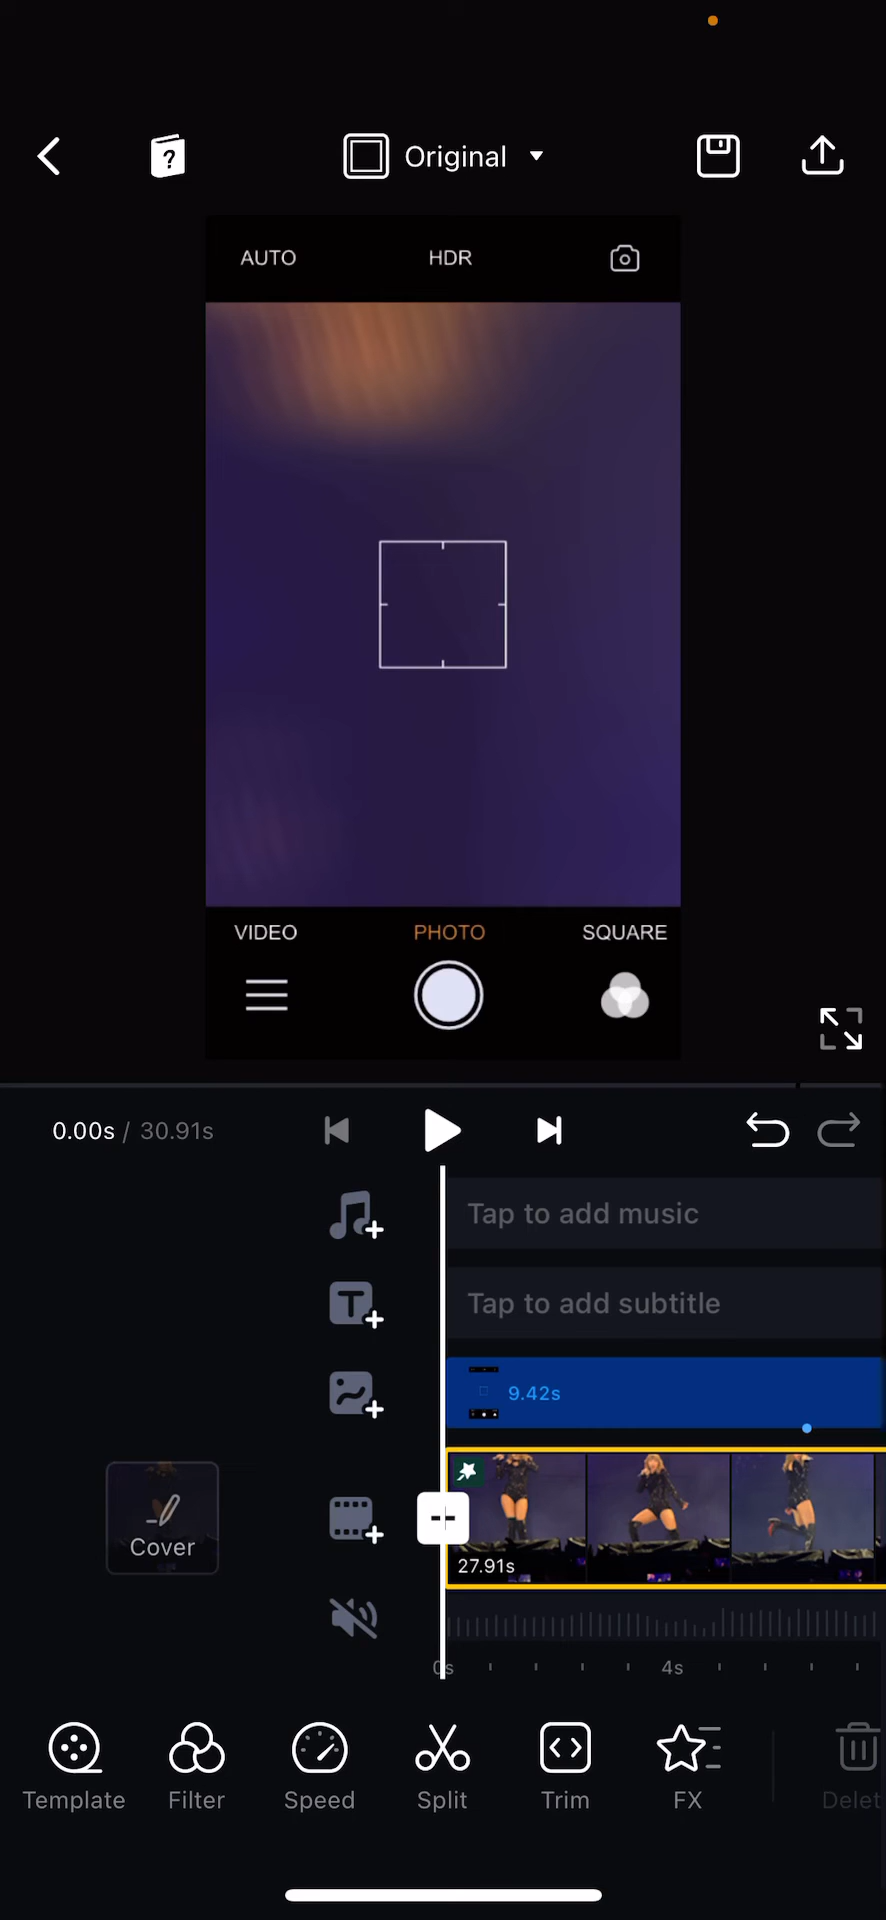 ?
Original
AUTO HDR
VIDEO PHOTO SQUARE
0.00s / 30.91s
Tap to add music
T
Tap to add subtitle
9.42s
Cover
27.91s
0s 4s
Template Filter Speed Split Trim FX Delet